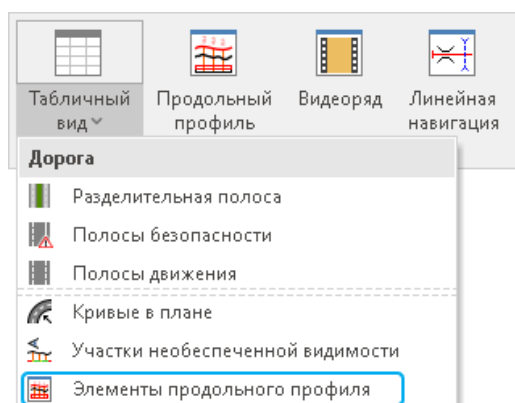 Табличный вид
Продольный профиль
Видеоряд
Линейная навигация
Дорога
Разделительная полоса
Полосы безопасности
Полосы движения
Кривые в плане
Участки необеспеченной видимости
Элементы продольного профиля